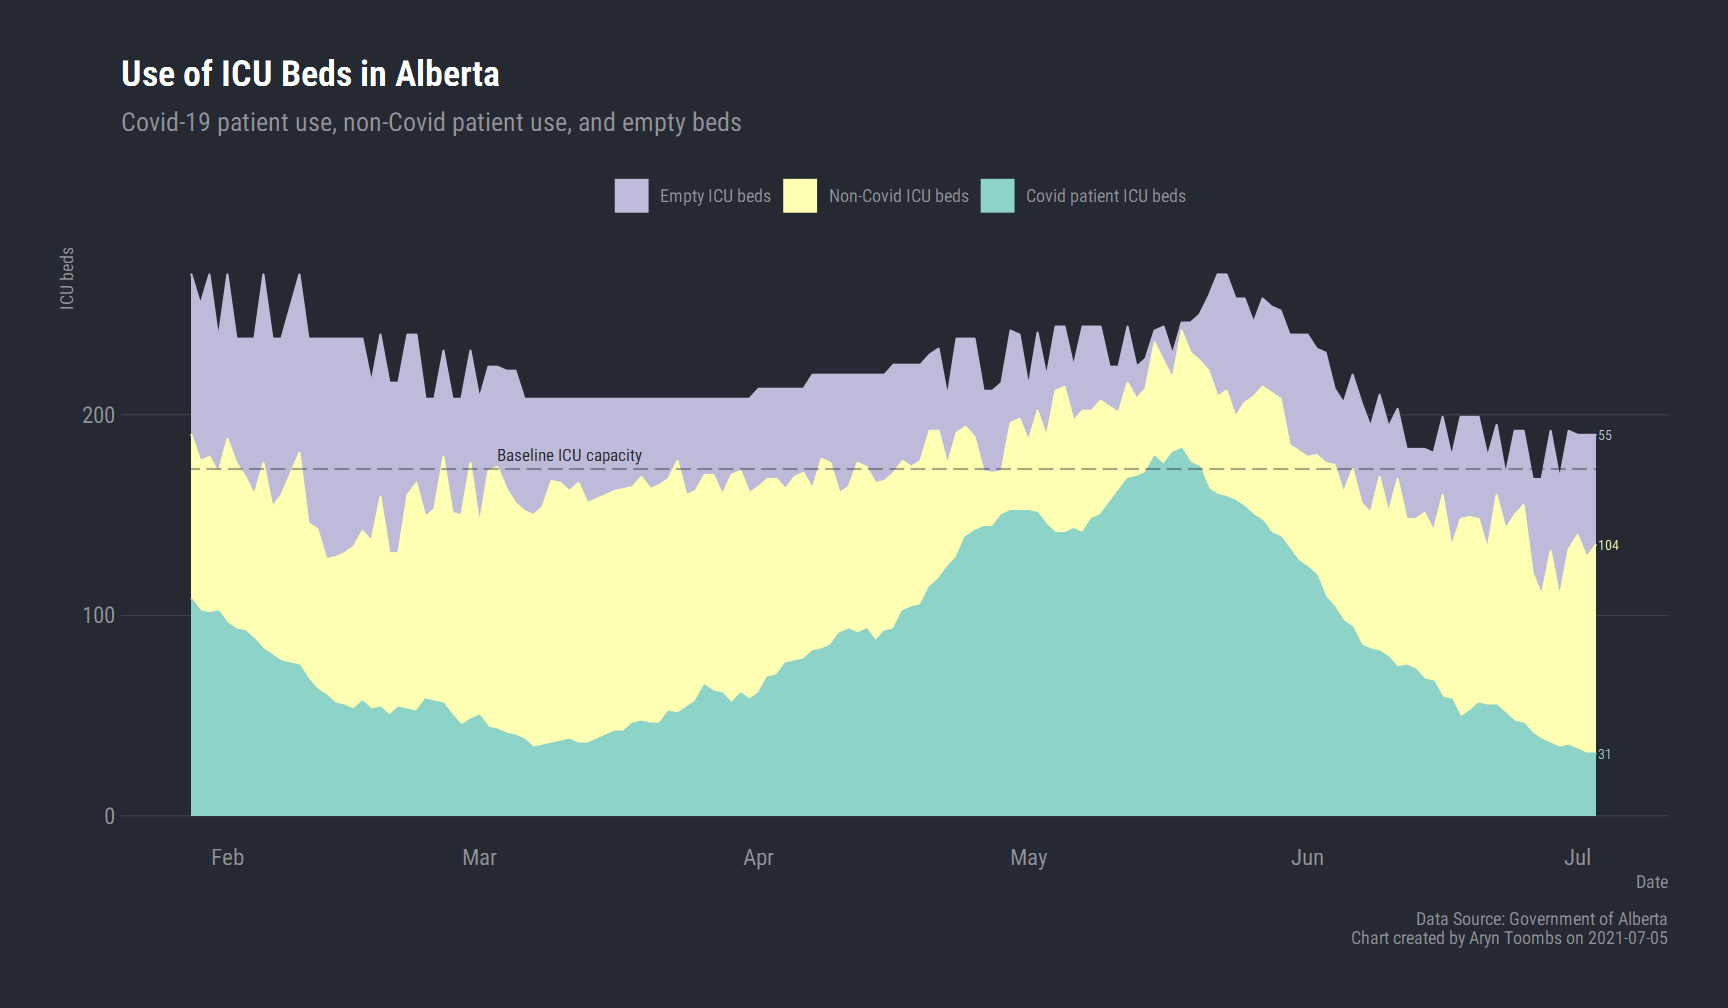 Use of ICU Beds in Alberta
Covid-19 patient use, non-Covid patient use, and empty beds
Empty ICU beds
Non-Covid ICU beds
Covid patient ICU beds
ICU beds
200
100
0
Baseline ICU capacity
55
104
31
Feb
Mar
Apr
May
Jun
Jul
Date
Data Source: Government of Alberta
Chart created by Aryn Toombs on 2021-07-05